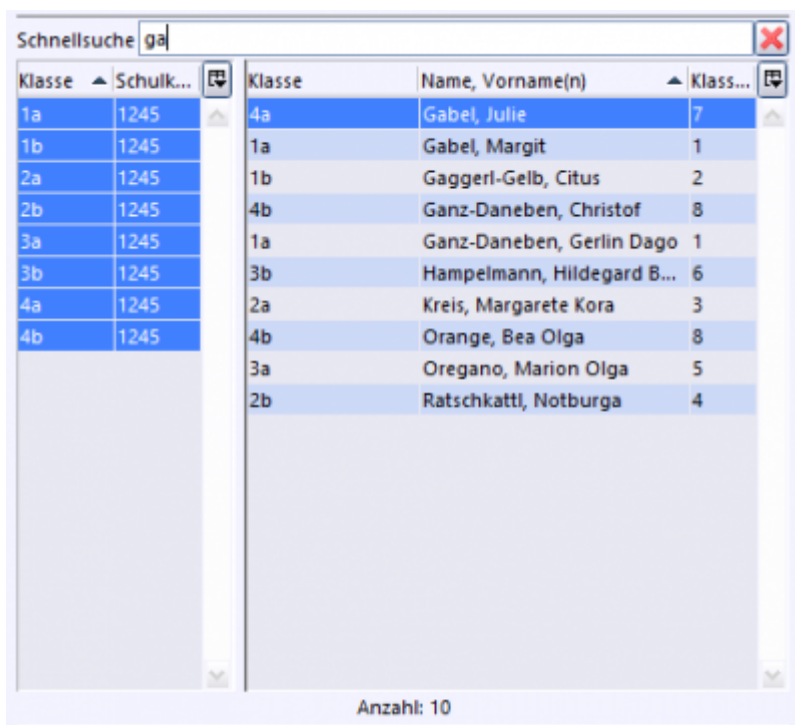 Schnellsuche ga
Klasse Schulk... Klasse Name, Vorname(n) Klass...
1a 1245 4a Gabel, Julie 7
1b 1245 1a Gabel, Margit 1
2a 1245 1b Gaggerl-Gelb, Citus 2
2b 1245 4b Ganz-Daneben, Christof 8
3a 1245 1a Ganz-Daneben, Gerlin Dago 1
3b 1245 3b Hampelmann, Hildegard B... 6
4a 1245 2a Kreis, Margarete Kora 3
4b 1245 4b Orange, Bea Olga 8
3a Oregano, Marion Olga 5
2b Ratschkattl, Notburga 4
Anzahl: 10